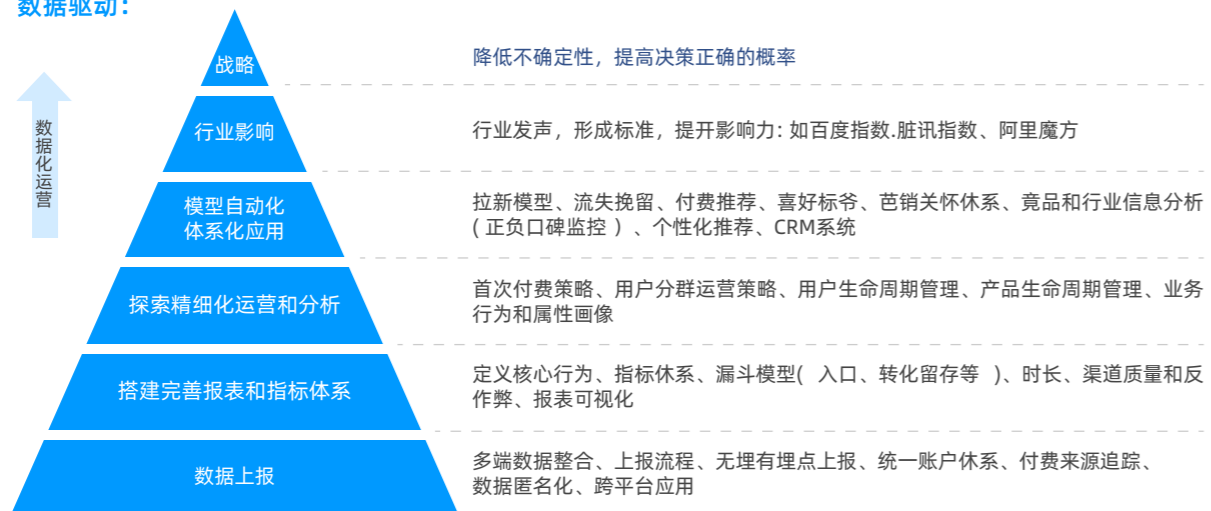 数据驱动：
战略
降低不确定性，提高决策正确的概率
数据化运营
行业影响
行业发声，形成标准，提开影响力：如百度指数.脏讯指数、阿里魔方
模型自动化
体系化应用
拉新模型、流失挽留、付费推荐、喜好标爷、芭销关怀休系、竟品和行业信息分析
( 正负口碑监控 ) 、个性化推荐、CRM系统
探索精细化运营和分析
首次付费策略、用户分群运营策略、用户生命周期管理、产品生命周期管理、业务
行为和属性画像
搭建完善报表和指标体系
定义核心行为、指标休系、漏斗模型( 入口、转化留存等 )、时长、渠道质量和反
作弊、报表可视化
数据上报
多端数据整合、上报流程、无埋有埋点上报、统一账户休系、付费来源追踪、
数据匿名化、跨平台应用